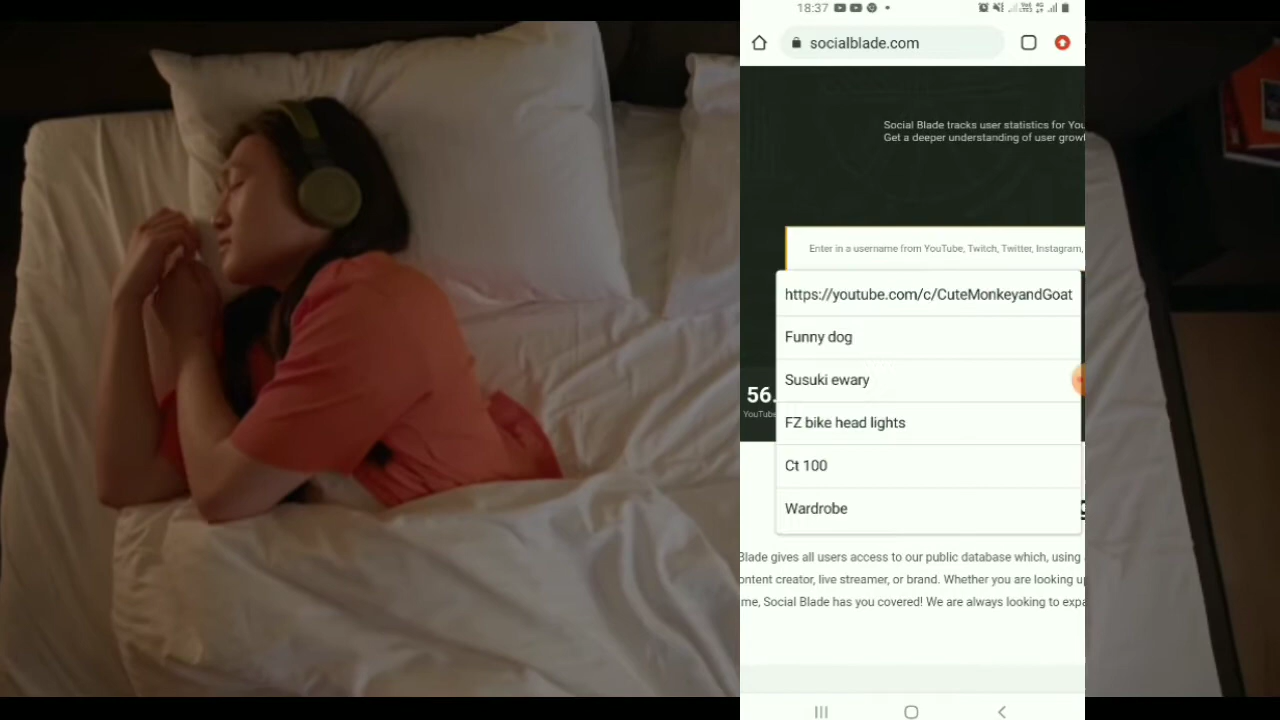 18:37
socialblade.com
Social Blade tracks user statistics for You
Get a deeper understanding of user growt
Enter in a username from YouTube, Twitch, Twitter, Instagram,
https://youtube.com/c/CuteMonkeyandGoat
Funny dog
Susuki ewary
56.
YouTube
FZ bike head lights
Ct 100
Wardrobe
Blade gives all users access to our public database which, using
ontent creator, live streamer, or brand. Whether you are looking up
me, Social Blade has you covered! We are always looking to expa